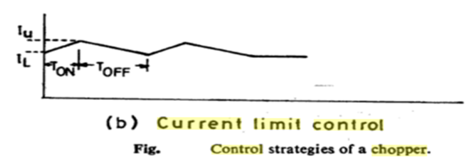 Iu
IL
TON TOFF
(b) Current limit control
Fig. Control strategies of a chopper.